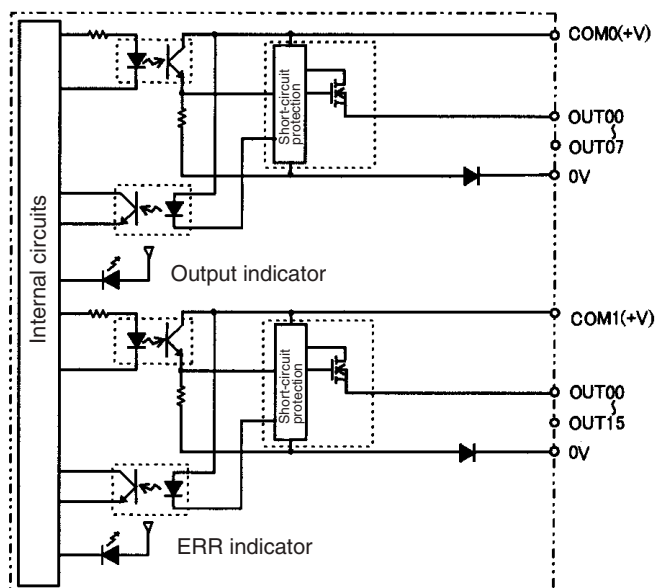 COM0(+V)
Short-circuit
protection
OUT00
∫
OUT07
0V
Internal circuits
Output indicator
COM1(+V)
Short-circuit
protection
OUT00
∫
OUT15
0V
ERR indicator